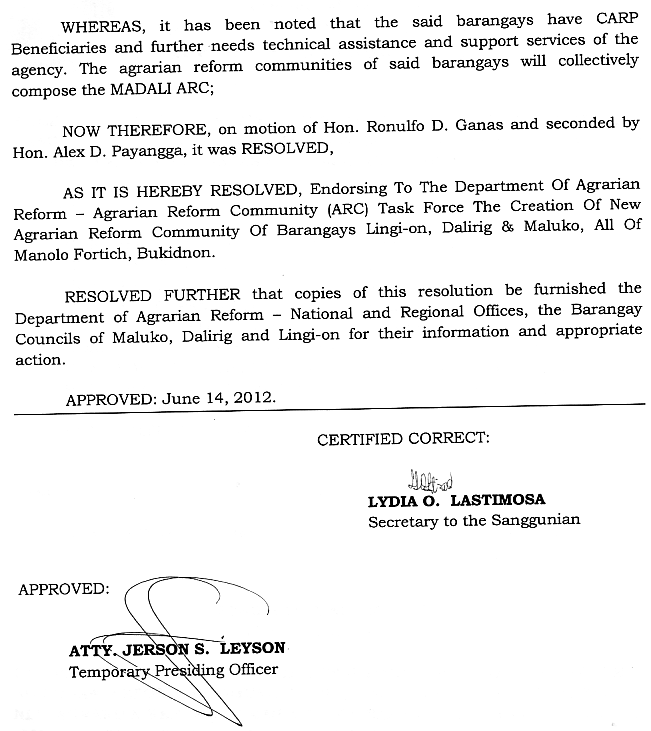 WHEREAS, it has been noted that the said barangays have CARP
Beneficiaries and further needs technical assistance and support services of the
agency. The agrarian reform communities of said barangays will collectively
compose the MADALI ARC;
NOW THEREFORE, on motion of Hon. Ronulfo D. Ganas and seconded by
Hon. Alex D. Payangga, it was RESOLVED,
AS IT IS HEREBY RESOLVED, Endorsing To The Department Of Agrarian
Reform – Agrarian Reform Community (ARC) Task Force The Creation Of New
Agrarian Reform Community Of Barangays Lingi-on, Dalirig & Maluko, All Of
Manolo Fortich, Bukidnon.
RESOLVED FURTHER that copies of this resolution be furnished the
Department of Agrarian Reform – National and Regional Offices, the Barangay
Councils of Maluko, Dalirig and Lingi-on for their information and appropriate
action.
APPROVED: June 14, 2012.
CERTIFIED CORRECT:
LYDIA O. LASTIMOSA
Secretary to the Sanggunian
APPROVED:
ATTY. JERSON S. LEYSON
Temporary Presiding Officer